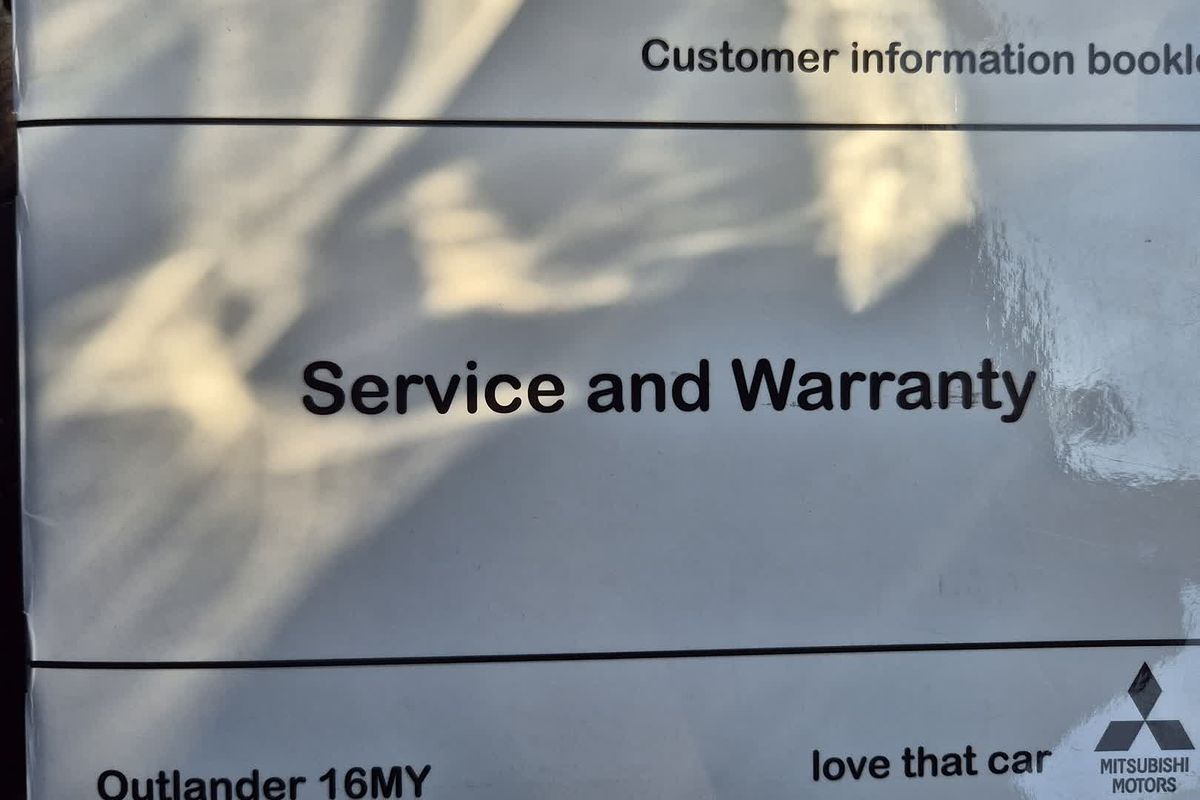 Customer information bookl
Service and Warranty
Outlander 16MY
love that car
MITSUBISHI
MOTORS